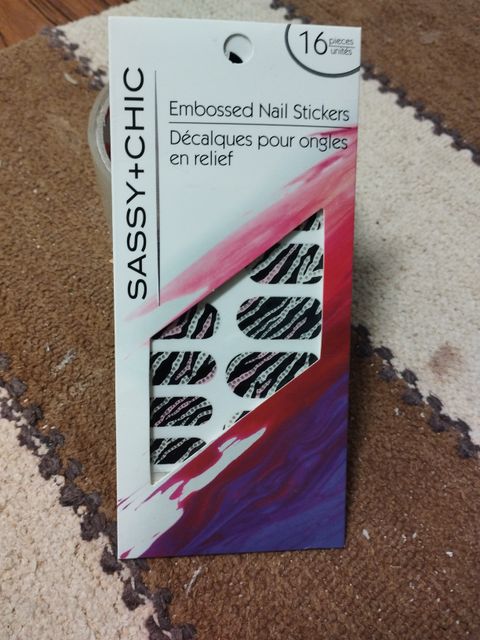 16 pieces
unités
SASSY+CHIC
Embossed Nail Stickers
Décalques pour ongles
en relief